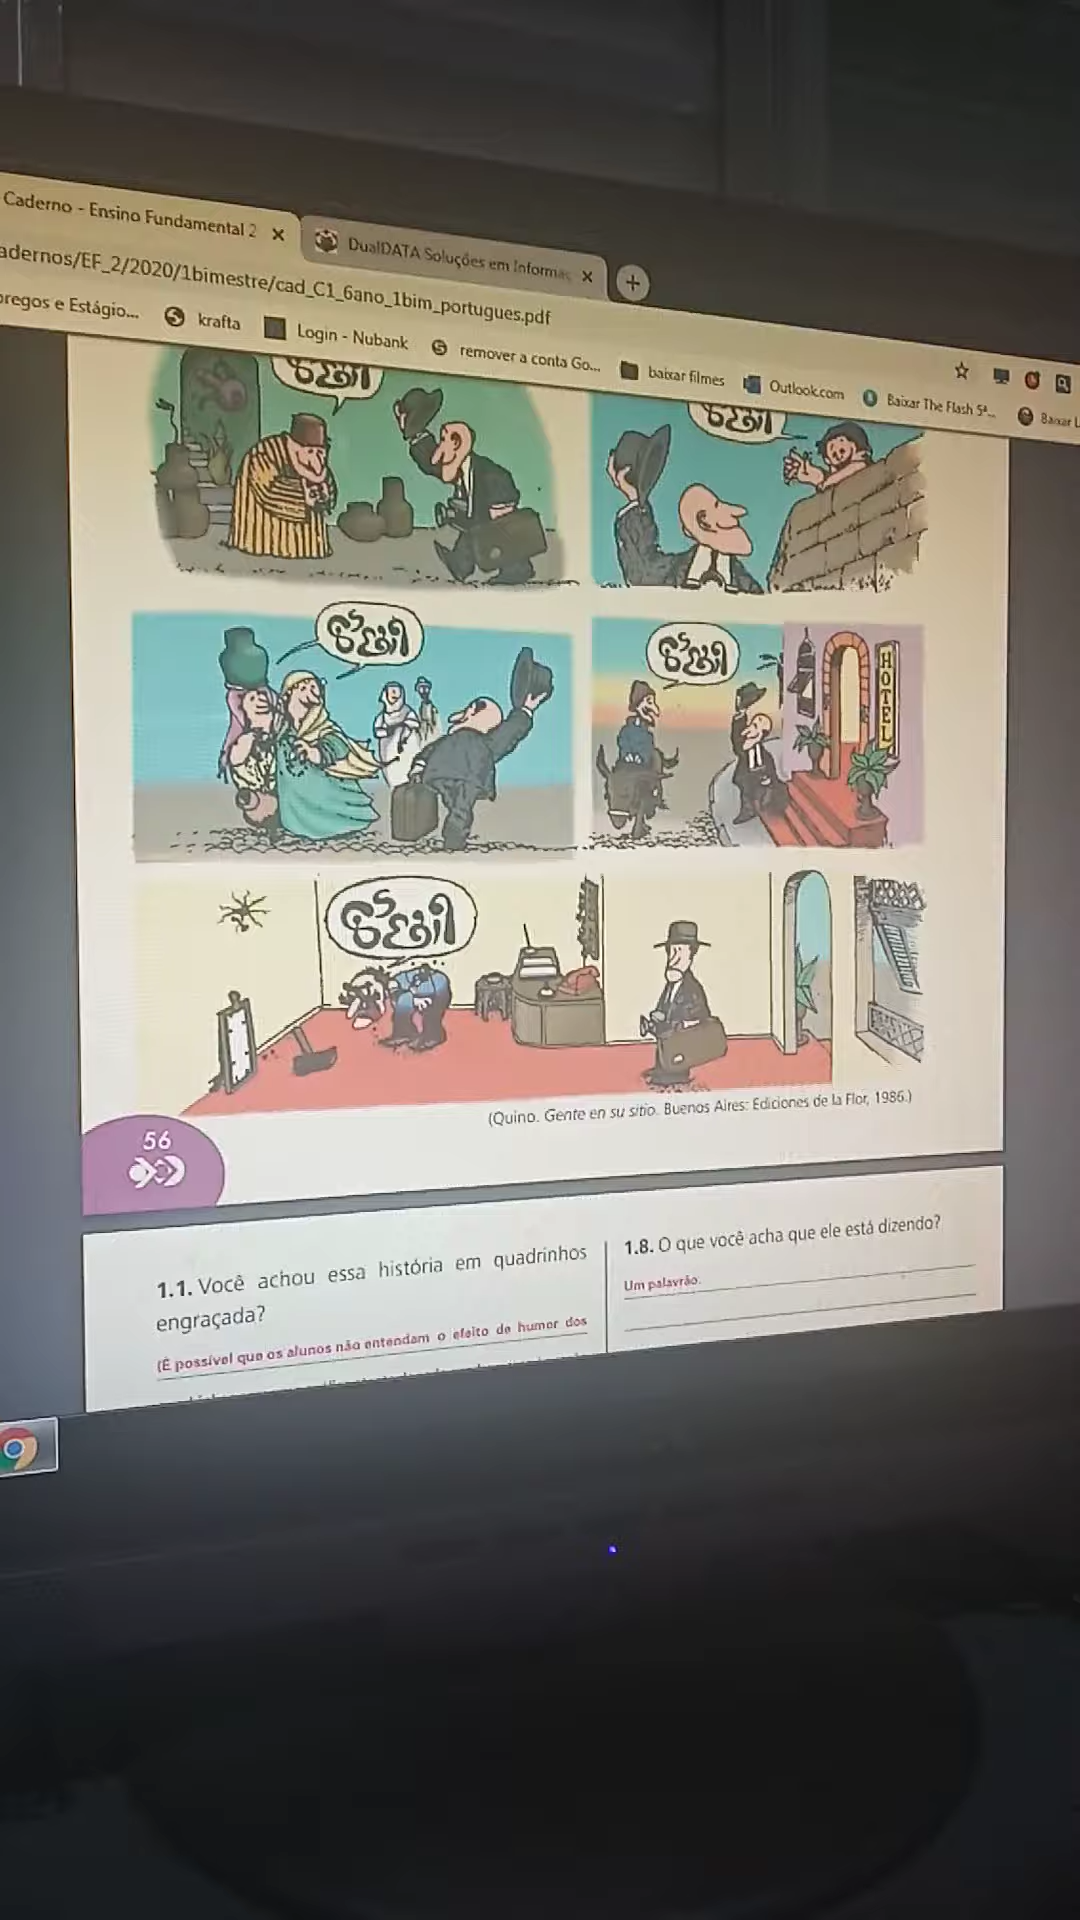 Caderno - Ensino Fundamental 2
DualDATA Soluções em Informaç
adernos/EF_2/2020/1bimestre/cad_C1_6ano_1bim_portugues.pdf
pregos e Estágio...
krafta
Login - Nubank
remover a conta Go...
baixar filmes
Outlook.com
Baixar The Flash 5ª...
Baixar L
HOTEL
(Quino. Gente en su sitio. Buenos Aires: Ediciones de la Flor, 1986.)
56
1.1. Você achou essa história em quadrinhos
engraçada?
(É possível que os alunos não entendam o efeito de humor dos
1.8. O que você acha que ele está dizendo?
Um palavrão.